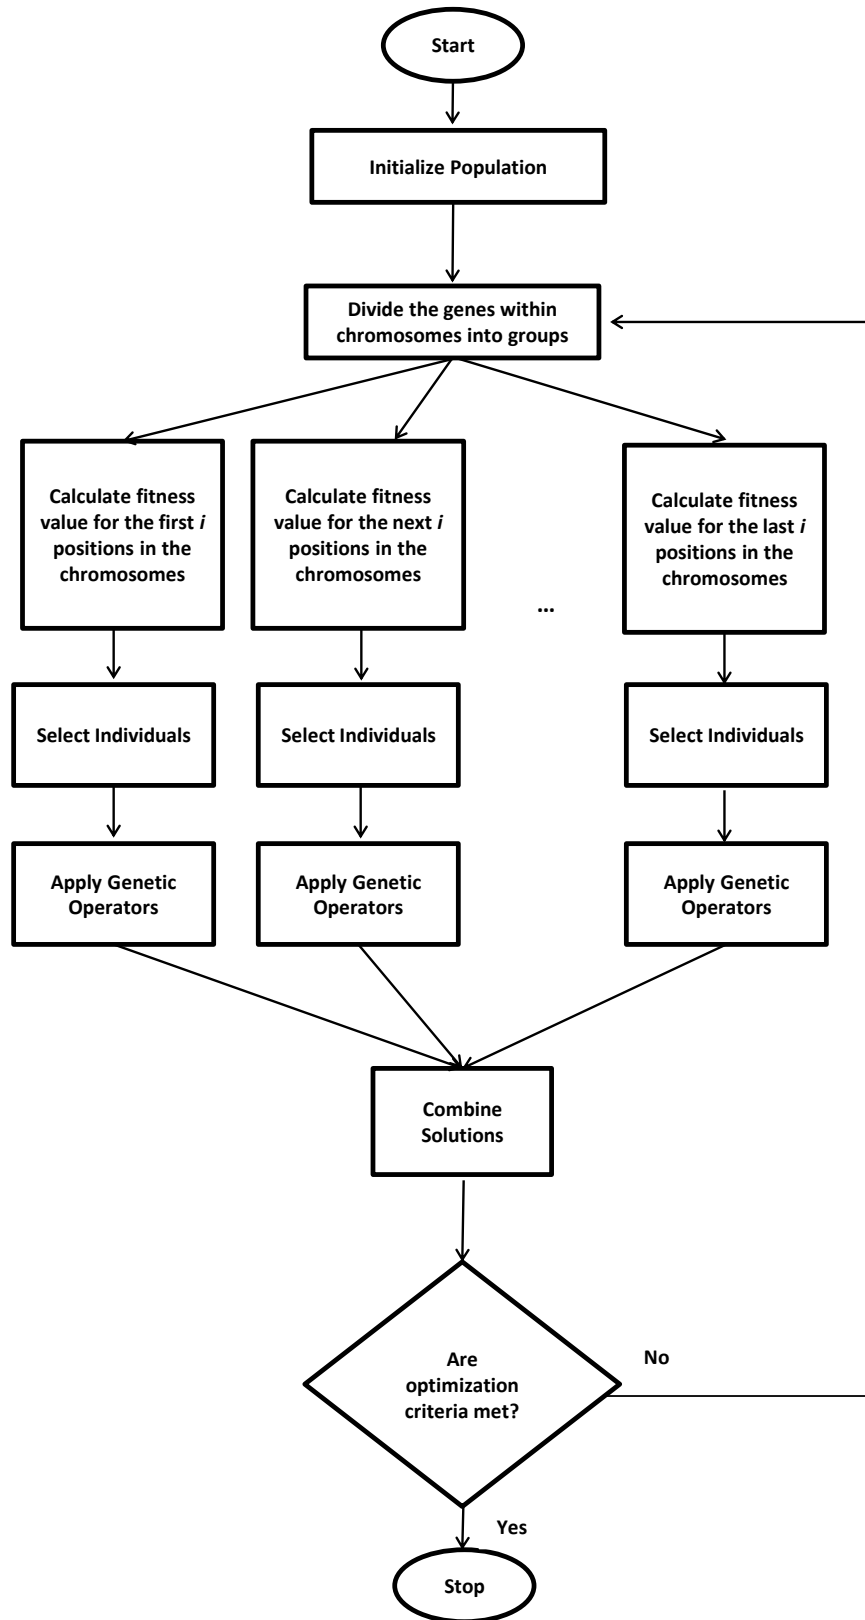 Start
Initialize Population
Divide the genes within
chromosomes into groups
Calculate fitness
value for the first i
positions in the
chromosomes
Calculate fitness
value for the next i
positions in the
chromosomes
...
Calculate fitness
value for the last i
positions in the
chromosomes
Select Individuals
Select Individuals
Select Individuals
Apply Genetic
Operators
Apply Genetic
Operators
Apply Genetic
Operators
Combine
Solutions
Are
optimization
criteria met?
No
Yes
Stop